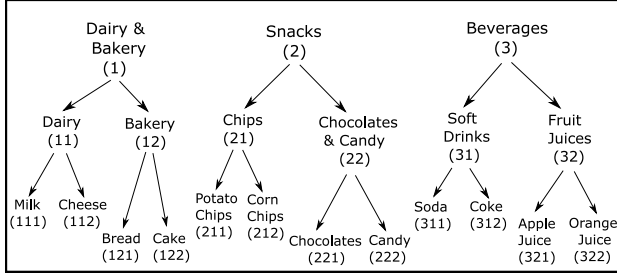 Dairy &
Bakery
(1)
Snacks
(2)
Beverages
(3)
Dairy
(11)
Bakery
(12)
Chips
(21)
Chocolates
& Candy
(22)
Soft
Drinks
(31)
Fruit
Juices
(32)
Milk
(111)
Cheese
(112)
Bread
(121)
Cake
(122)
Potato
Chips
(211)
Corn
Chips
(212)
Chocolates
(221)
Candy
(222)
Soda
(311)
Coke
(312)
Apple
Juice
(321)
Orange
Juice
(322)